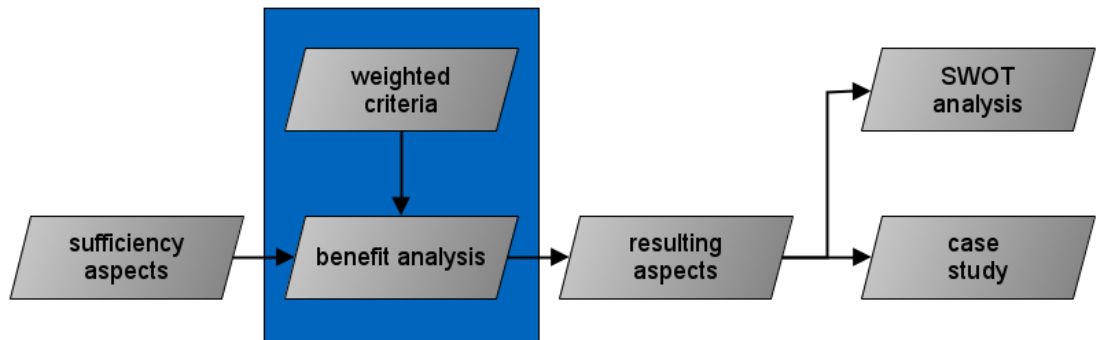 weighted
criteria
SWOT
analysis
sufficiency
aspects
benefit analysis
resulting
aspects
case
study